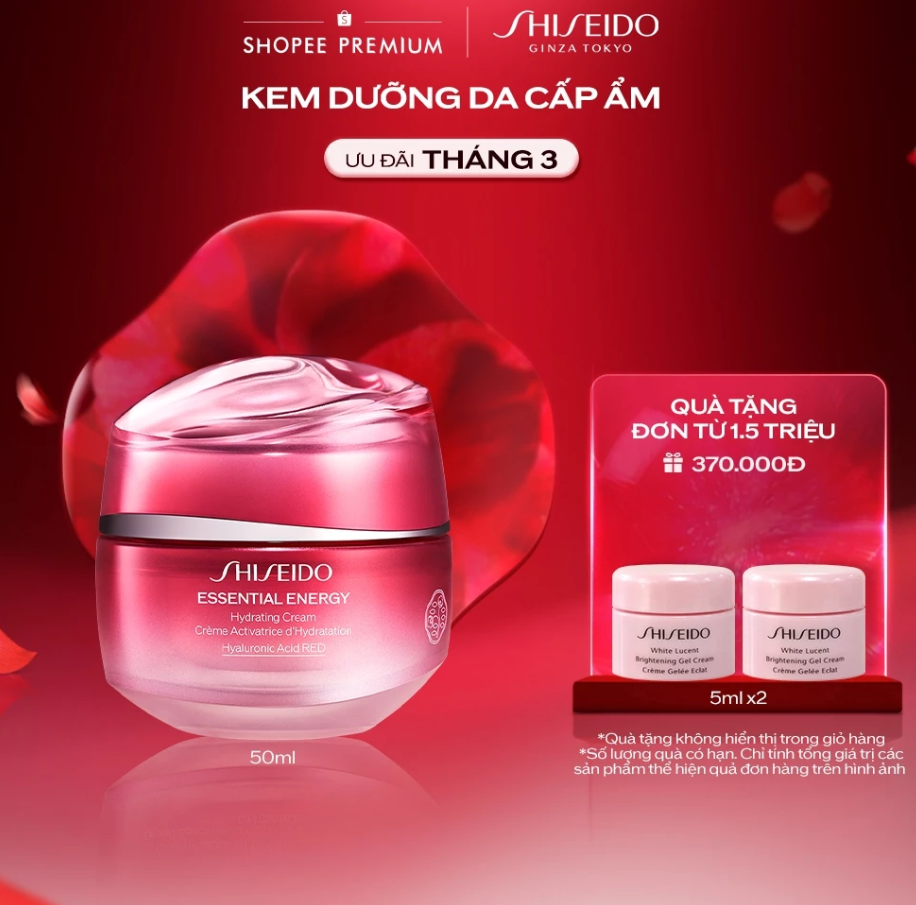 SHOPEE PREMIUM
SHISEIDO
GINZA TOKYO
KEM DƯỠNG DA CẤP ẨM
ƯU ĐÃI THÁNG 3
SHISEIDO
ESSENTIAL ENERGY
Hydrating Cream
Crème Activatrice d'Hydratation
Hyaluronic Acid RED
50ml
QUÀ TẶNG
ĐƠN TỪ 1.5 TRIỆU
370.000Đ
SHISEIDO
White Lucent
Brightening Gel Cream
Crème Gelée Eclat
SHISEIDO
White Lucent
Brightening Gel Cream
Crème Gelée Eclat
5ml x2
*Quà tặng không hiển thị trong giỏ hàng
*Số lượng quà có hạn. Chỉ tính tổng giá trị các
sản phẩm thể hiện quả đơn hàng trên hình ảnh